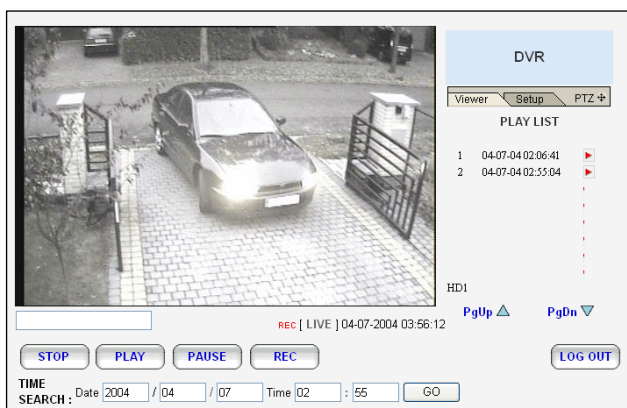 DVR
Viewer Setup PTZ
PLAY LIST
1 04-07-04 02:06:41
2 04-07-04 02:55:04
HD1
PgUp PgDn
REC [ LIVE ] 04-07-2004 03:56:12
STOP PLAY PAUSE REC LOG OUT
TIME SEARCH : Date 2004 / 04 / 07 Time 02 : 55 GO